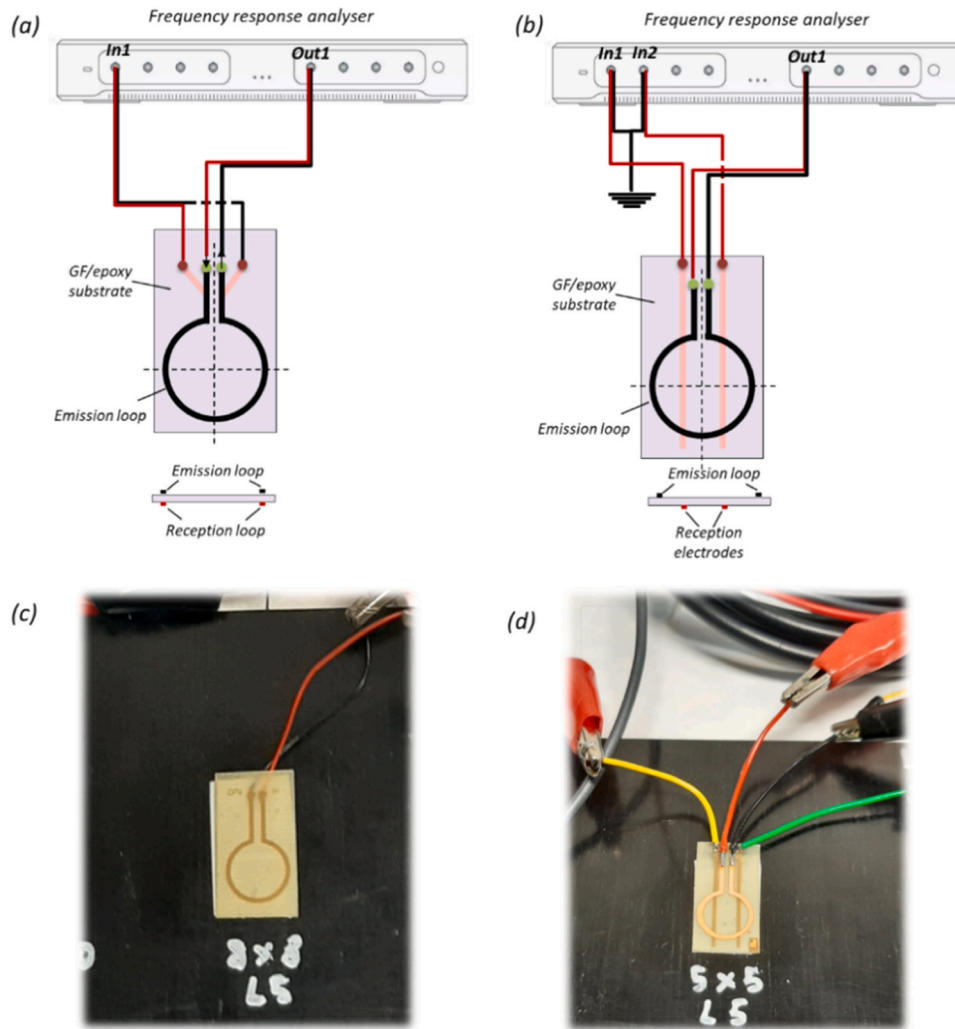 (a)
Frequency response analyser
In1
Out1
GF/epoxy
substrate
Emission loop
Emission loop
Reception loop
(b)
Frequency response analyser
In1 In2
Out1
GF/epoxy
substrate
Emission loop
Emission loop
Reception
electrodes
(c)
8 x 8
L5
(d)
5 x 5
L 5